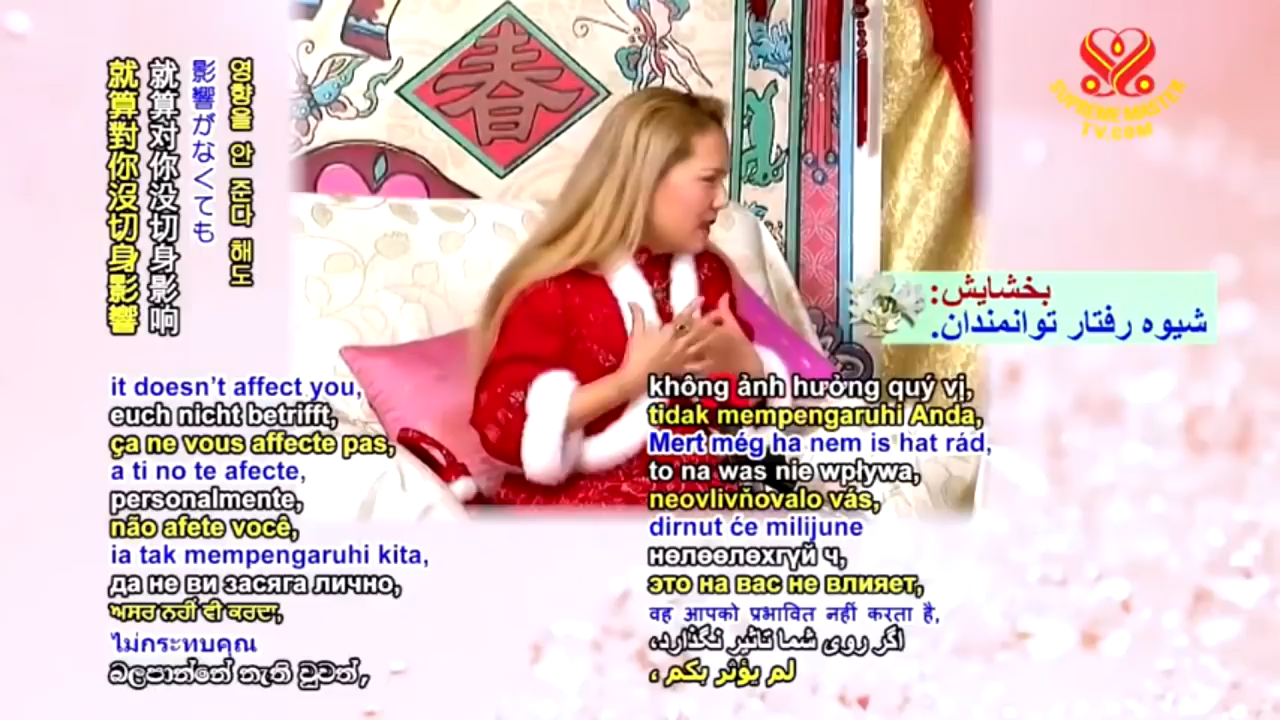 영향을 안 준다 해도
影響がなくても
就算对你没切身影响
就算對你沒切身影響
春
SUPREME MASTER
TV.COM
بخشایش:
شیوه رفتار توانمندان.
it doesn’t affect you,
euch nicht betrifft,
ça ne vous affecte pas,
a ti no te afecte,
personalmente,
não afete você,
ia tak mempengaruhi kita,
да не ви засяга лично,
ਅਸਰ ਨਹੀਂ ਵੀ ਕਰਦਾ,
ไม่กระทบคุณ
බලපාන්නේ නැති වුවත්,
không ảnh hưởng quý vị,
tidak mempengaruhi Anda,
Mert még ha nem is hat rád,
to na was nie wpływa,
neovlivňovalo vás,
dirnut će milijune
нөлөөлөхгүй ч,
это на вас не влияет,
वह आपको प्रभावित नहीं करता है,
اگر روی شما تاثیر نگذارد،
لم يؤثر بكم ،